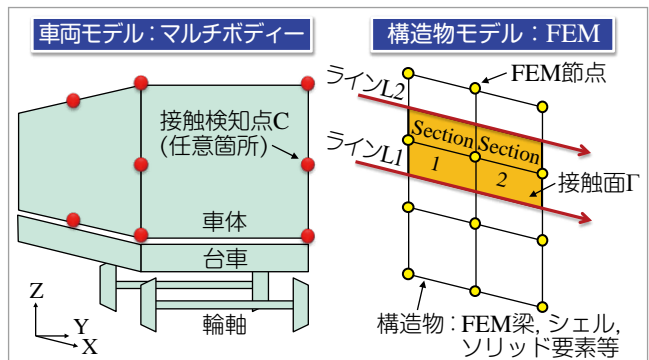 車両モデル：マルチボディー
接触検知点C
(任意箇所)
車体
台車
輪軸
Z
Y
X
構造物モデル：FEM
FEM節点
ラインL2
ラインL1
Section
1
Section
2
接触面Γ
構造物：FEM梁, シェル,
ソリッド要素等